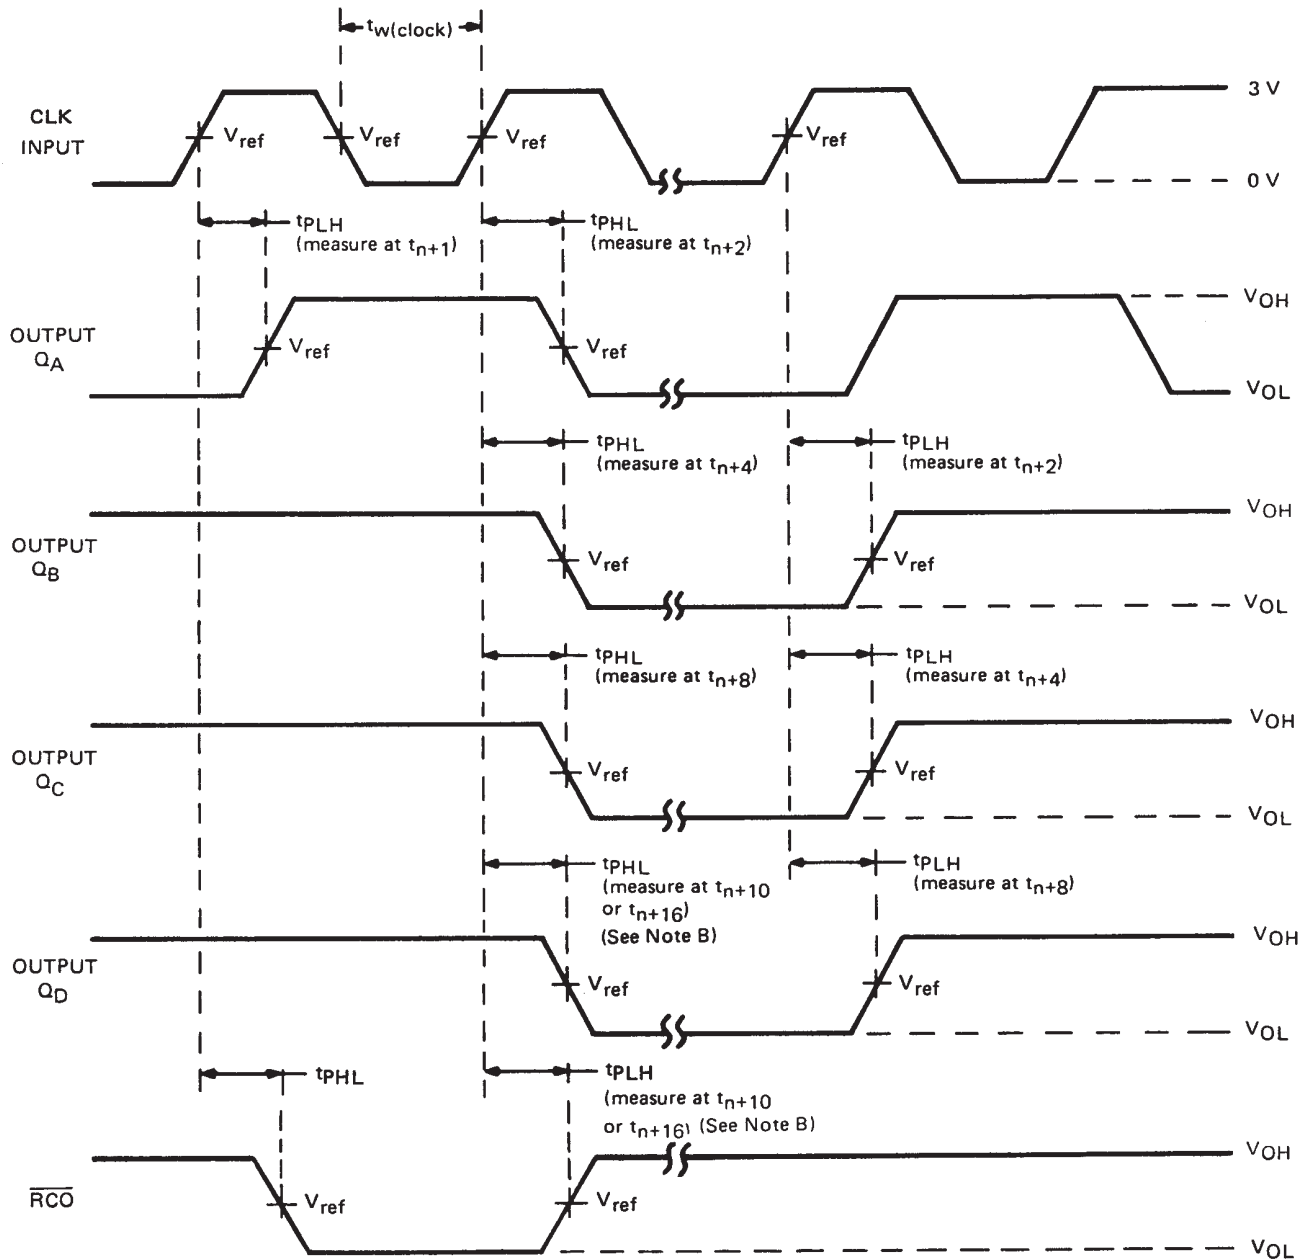 tw(clock)
CLK
INPUT
Vref
Vref
Vref
Vref
3 V
0 V
tPLH
(measure at tn+1)
tPHL
(measure at tn+2)
OUTPUT
QA
Vref
Vref
VOH
VOL
tPHL
(measure at tn+4)
tPLH
(measure at tn+2)
OUTPUT
QB
Vref
Vref
VOH
VOL
tPHL
(measure at tn+8)
tPLH
(measure at tn+4)
OUTPUT
QC
Vref
Vref
VOH
VOL
tPHL
(measure at tn+10
or tn+16)
(See Note B)
tPLH
(measure at tn+8)
OUTPUT
QD
Vref
Vref
VOH
VOL
tPHL
tPLH
(measure at tn+10
or tn+16) (See Note B)
RCO
Vref
Vref
VOH
VOL